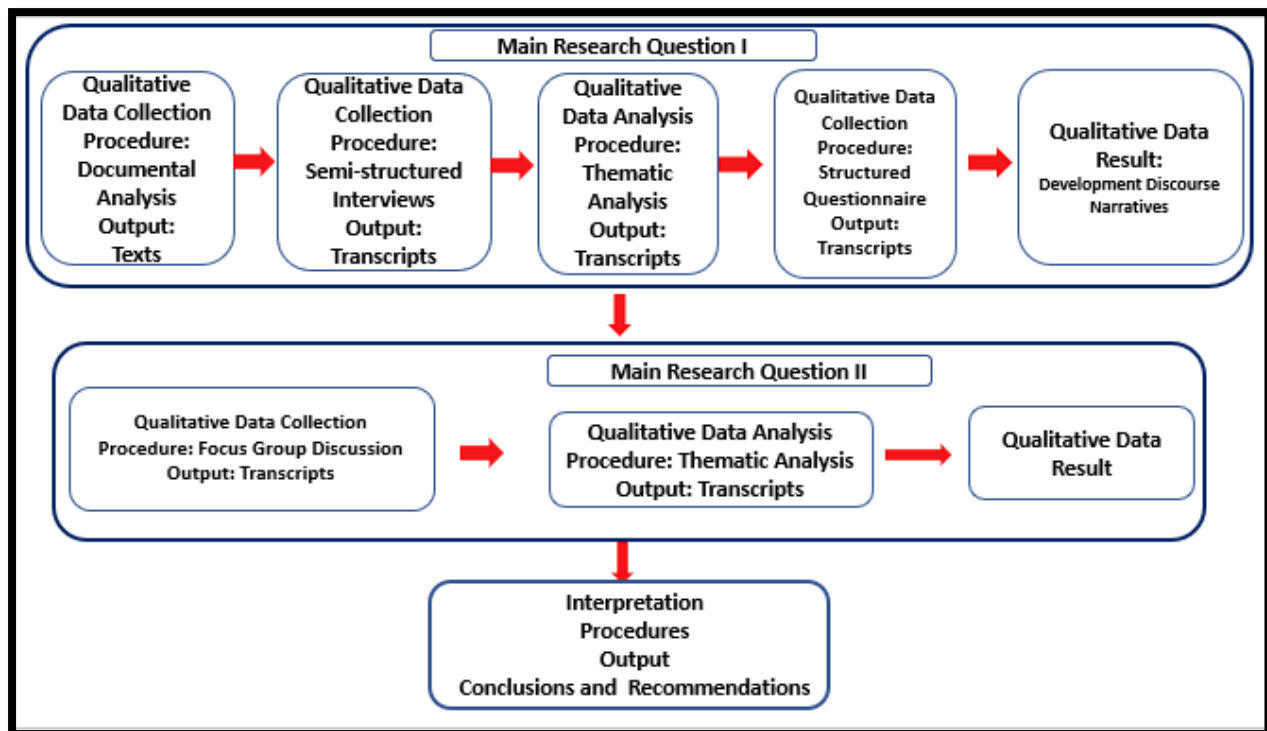 Main Research Question I
Qualitative
Data Collection
Procedure:
Documental
Analysis
Output:
Texts
Qualitative Data
Collection
Procedure:
Semi-structured
Interviews
Output:
Transcripts
Qualitative
Data Analysis
Procedure:
Thematic
Analysis
Output:
Transcripts
Qualitative Data
Collection
Procedure:
Structured
Questionnaire
Output:
Transcripts
Qualitative Data
Result:
Development Discourse
Narratives
Main Research Question II
Qualitative Data Collection
Procedure: Focus Group Discussion
Output: Transcripts
Qualitative Data Analysis
Procedure: Thematic Analysis
Output: Transcripts
Qualitative Data
Result
Interpretation
Procedures
Output
Conclusions and Recommendations